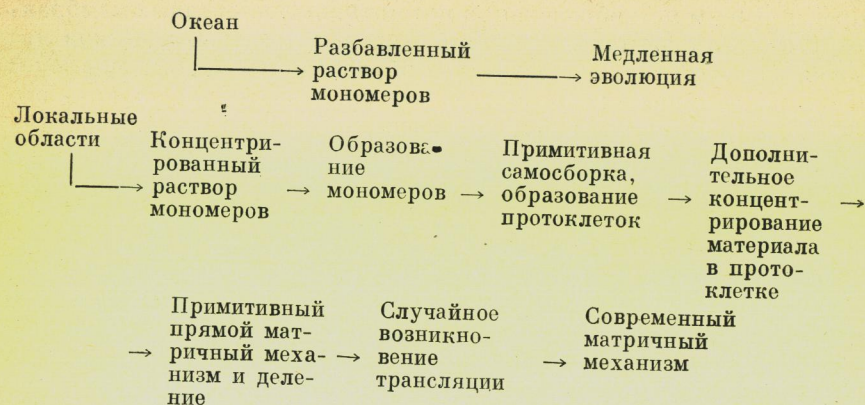 Океан
Разбавленный
раствор
мономеров
Медленная
эволюция
Локальные
области
Концентри-
рованный
раствор
мономеров
Образова-
ние
мономеров
Примитивная
самосборка,
образование
протоклеток
Дополни-
тельное
концент-
рирование
материала
в прото-
клетке
Примитивный
прямой мат-
ричный меха-
низм и деле-
ние
Случайное
возникно-
вение
трансляции
Современный
матричный
механизм